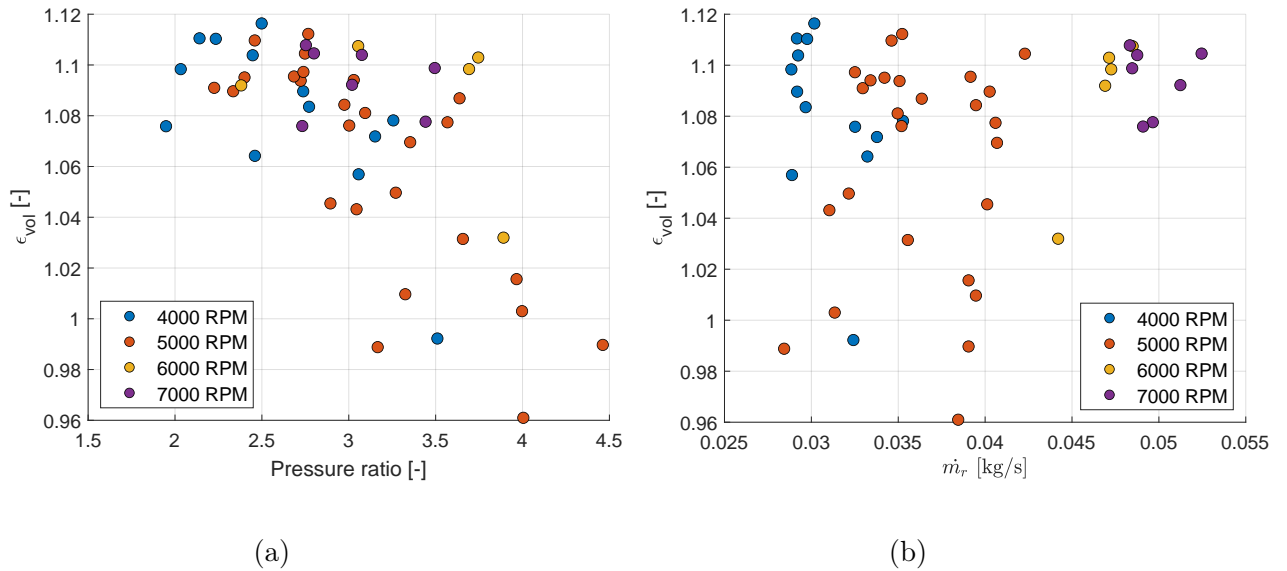 1.12
1.1
1.08
1.06
1.04
1.02
1
0.98
0.96
ϵvol [-]
1.5 2 2.5 3 3.5 4 4.5
Pressure ratio [-]
4000 RPM
5000 RPM
6000 RPM
7000 RPM
(a)
1.12
1.1
1.08
1.06
1.04
1.02
1
0.98
0.96
ϵvol [-]
0.025 0.03 0.035 0.04 0.045 0.05 0.055
ṁr [kg/s]
4000 RPM
5000 RPM
6000 RPM
7000 RPM
(b)